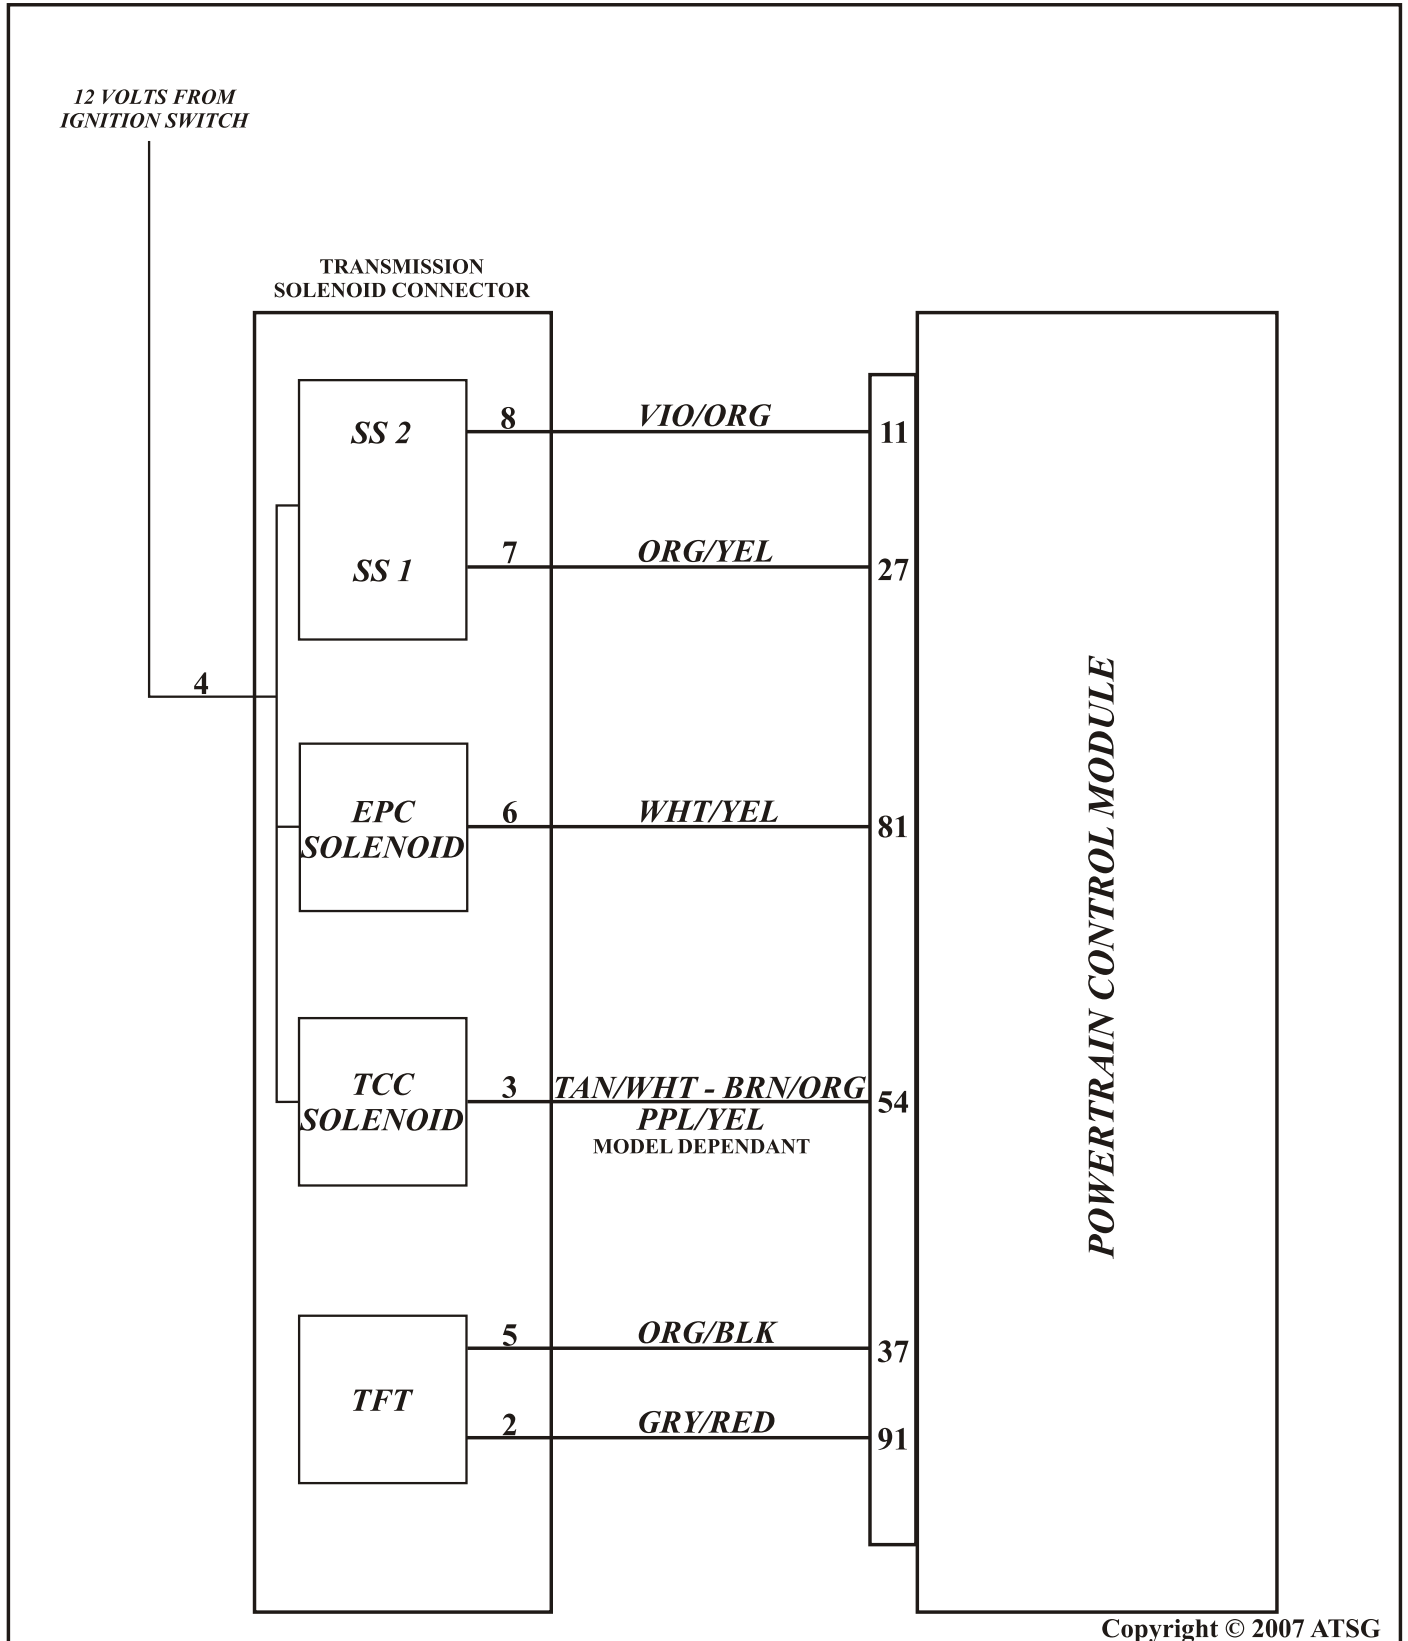 12 VOLTS FROM
IGNITION SWITCH
TRANSMISSION
SOLENOID CONNECTOR
SS 2
8
VIO/ORG
11
SS 1
7
ORG/YEL
27
4
EPC
SOLENOID
6
WHT/YEL
81
TCC
SOLENOID
3
TAN/WHT - BRN/ORG
PPL/YEL
MODEL DEPENDANT
54
TFT
5
ORG/BLK
37
2
GRY/RED
91
POWERTRAIN CONTROL MODULE
Copyright © 2007 ATSG